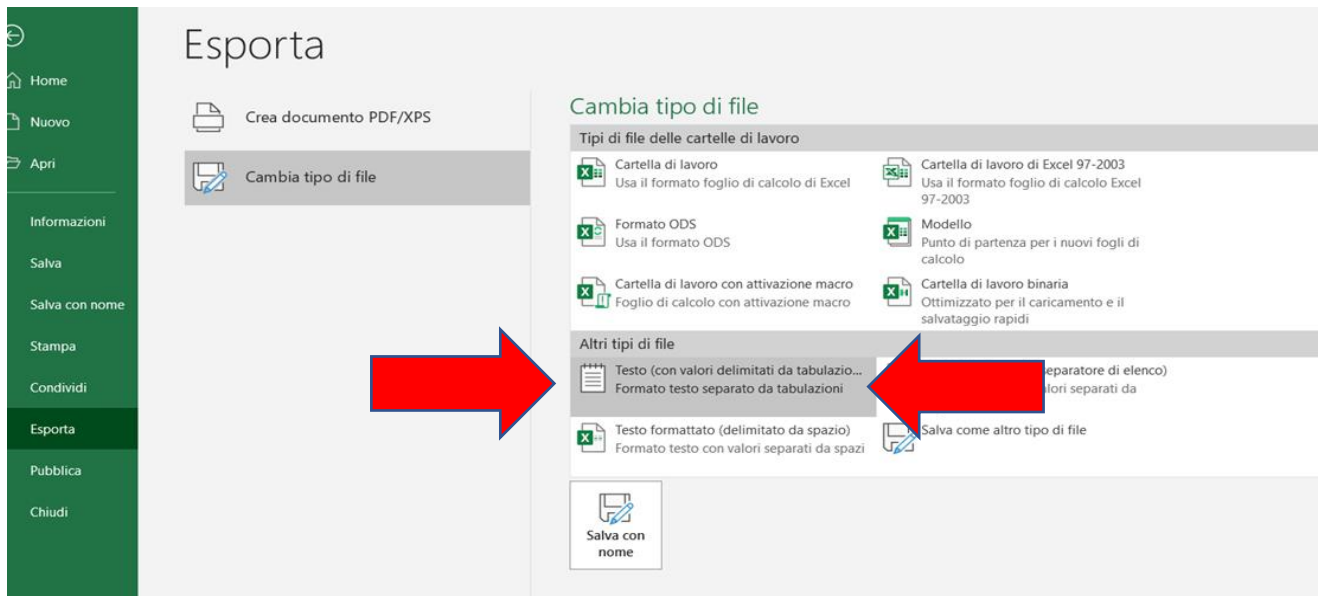 Esporta
Home
Nuovo
Apri
Informazioni
Salva
Salva con nome
Stampa
Condividi
Esporta
Pubblica
Chiudi
Crea documento PDF/XPS
Cambia tipo di file
Cambia tipo di file
Tipi di file delle cartelle di lavoro
Cartella di lavoro
Usa il formato foglio di calcolo di Excel
Cartella di lavoro di Excel 97-2003
Usa il formato foglio di calcolo Excel
97-2003
Formato ODS
Usa il formato ODS
Modello
Punto di partenza per i nuovi fogli di
calcolo
Cartella di lavoro con attivazione macro
Foglio di calcolo con attivazione macro
Cartella di lavoro binaria
Ottimizzato per il caricamento e il
salvataggio rapidi
Altri tipi di file
Testo (con valori delimitati da tabulazio...
Formato testo separato da tabulazioni
separatore di elenco)
valori separati da
Testo formattato (delimitato da spazio)
Formato testo con valori separati da spazi
Salva come altro tipo di file
Salva con
nome